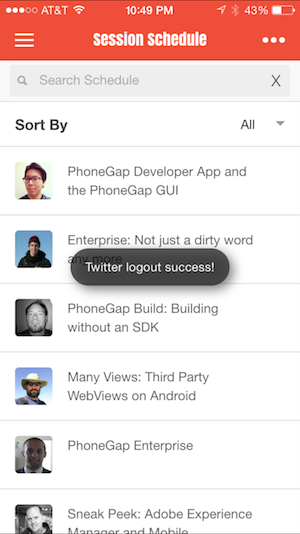 AT&T 10:49 PM 43%
Session Schedule
Search Schedule X
Sort By All
PhoneGap Developer App and
the PhoneGap GUI
Enterprise: Not just a dirty word
any more
Twitter logout success!
PhoneGap Build: Building
without an SDK
Many Views: Third Party
WebViews on Android
PhoneGap Enterprise
Sneak Peek: Adobe Experience
Manager and Mobile